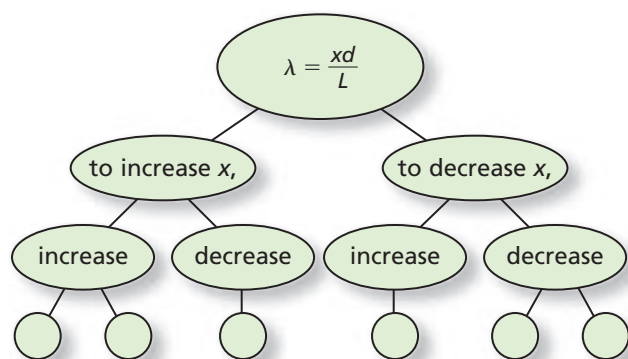 λ = xd/L
to increase x,
to decrease x,
increase
decrease
increase
decrease